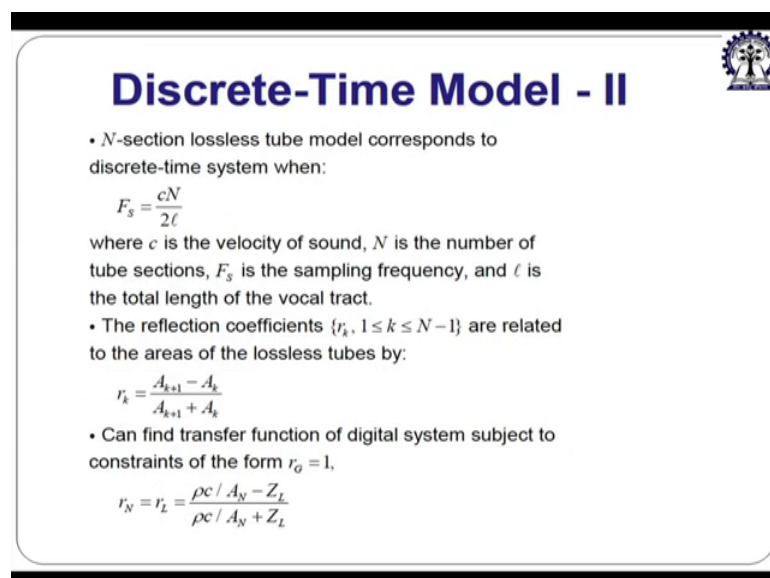 Discrete-Time Model - II
• N-section lossless tube model corresponds to
discrete-time system when:
F_s = cN / 2ℓ
where c is the velocity of sound, N is the number of
tube sections, F_s is the sampling frequency, and ℓ is
the total length of the vocal tract.
• The reflection coefficients {r_k, 1 ≤ k ≤ N−1} are related
to the areas of the lossless tubes by:
r_k = (A_{k+1} − A_k) / (A_{k+1} + A_k)
• Can find transfer function of digital system subject to
constraints of the form r_G = 1,
r_N = r_L = (ρc / A_N − Z_L) / (ρc / A_N + Z_L)